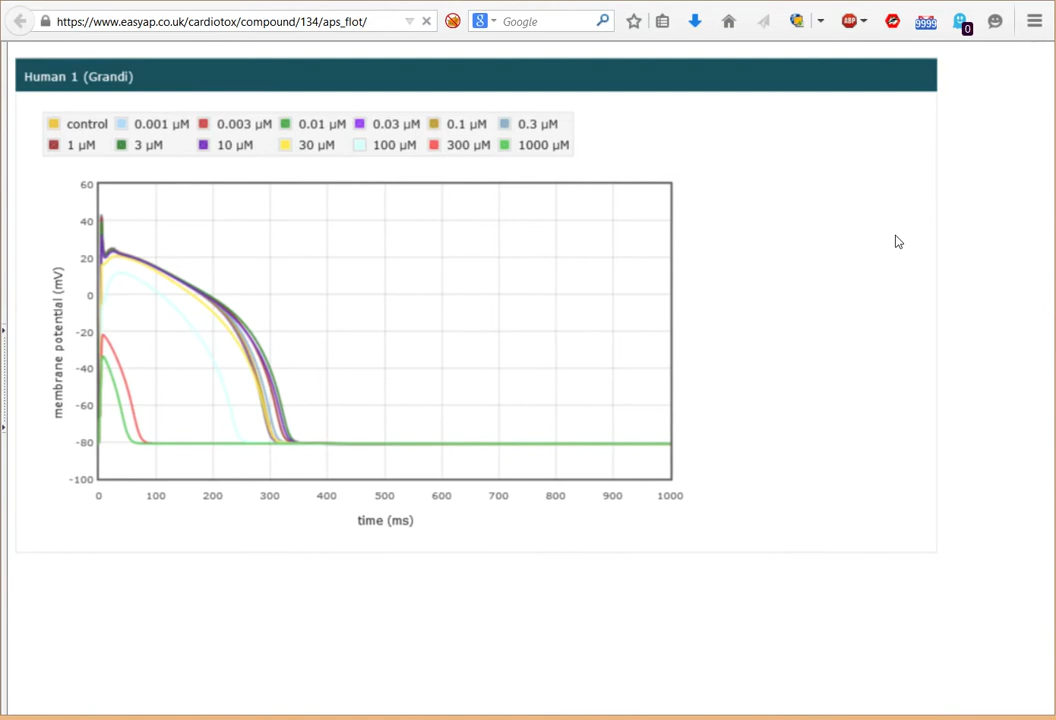 https://www.easyap.co.uk/cardiotox/compound/134/aps_flot/
Google
ABP
9999
0
Human 1 (Grandi)
control 0.001 µM 0.003 µM 0.01 µM 0.03 µM 0.1 µM 0.3 µM
1 µM 3 µM 10 µM 30 µM 100 µM 300 µM 1000 µM
60
40
20
0
-20
-40
-60
-80
-100
membrane potential (mV)
0 100 200 300 400 500 600 700 800 900 1000
time (ms)